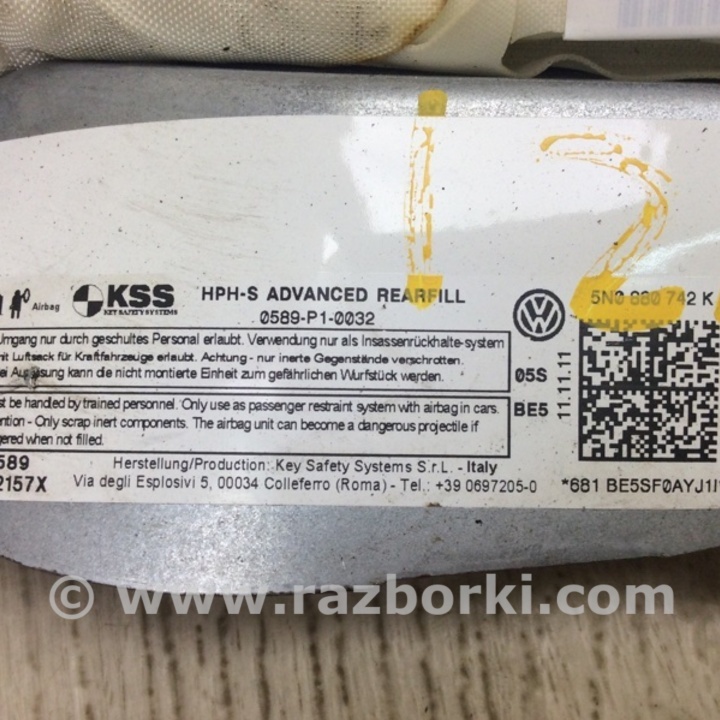 12
Airbag
KSS
KEY SAFETY SYSTEMS
HPH-S ADVANCED REARFILL
0589-P1-0032
5N0 880 742 K
Umgang nur durch geschultes Personal erlaubt. Verwendung nur als Insassenrückhalte-system
mit Luftsack für Kraftfahrzeuge erlaubt. Achtung - nur inerte Gegenstände verschrotten.
Auslösung kann die nicht montierte Einheit zum gefährlichen Wurfstück werden.
05S
BE5
11.11.11
be handled by trained personnel. Only use as passenger restraint system with airbag in cars.
- Only scrap inert components. The airbag unit can become a dangerous projectile if
when not filled.
589
2157X
Herstellung/Production: Key Safety Systems S.r.L. - Italy
Via degli Esplosivi 5, 00034 Colleferro (Roma) - Tel.: +39 0697205-0
*681 BE5SF0AYJ1I
© www.razborki.com